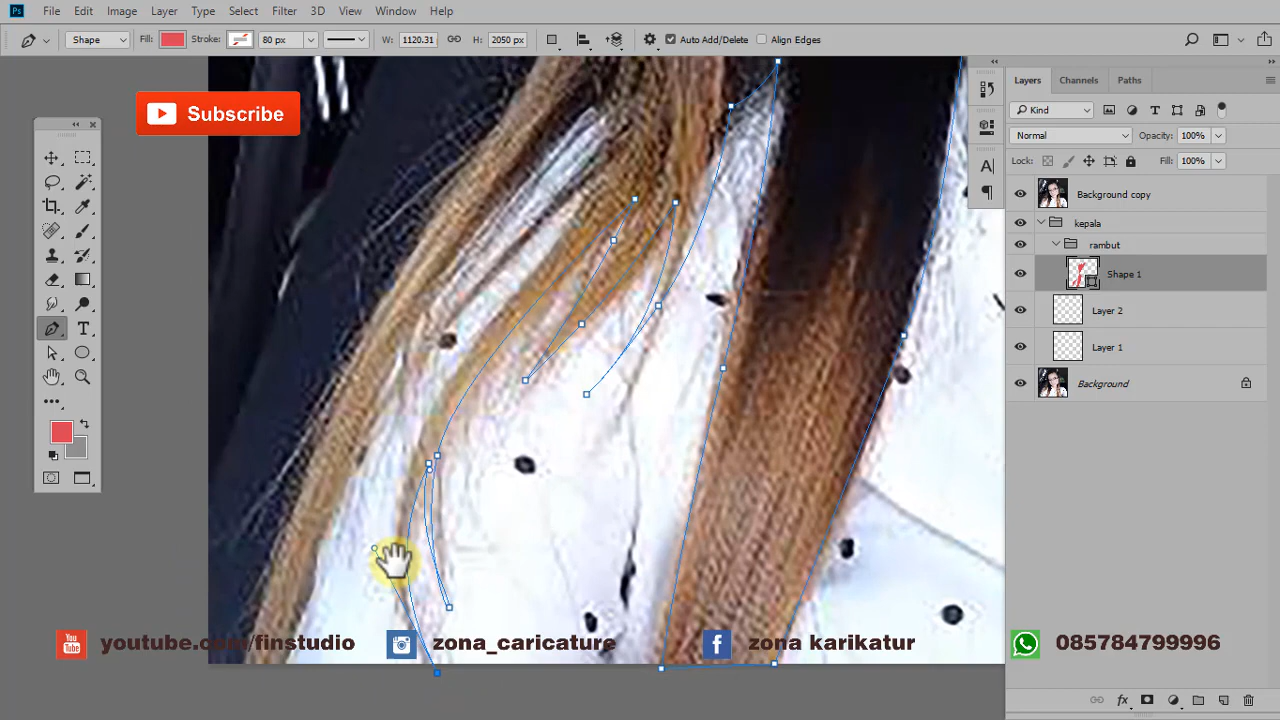 Ps File Edit Image Layer Type Select Filter 3D View Window Help
Shape Fill: Stroke: 80 px W: 1120.31 H: 2050 px Auto Add/Delete Align Edges
Subscribe
Layers Channels Paths
Kind
Normal Opacity: 100%
Lock: Fill: 100%
Background copy
kepala
rambut
Shape 1
Layer 2
Layer 1
Background
You Tube youtube.com/finstudio zona_caricature zona karikatur 085784799996